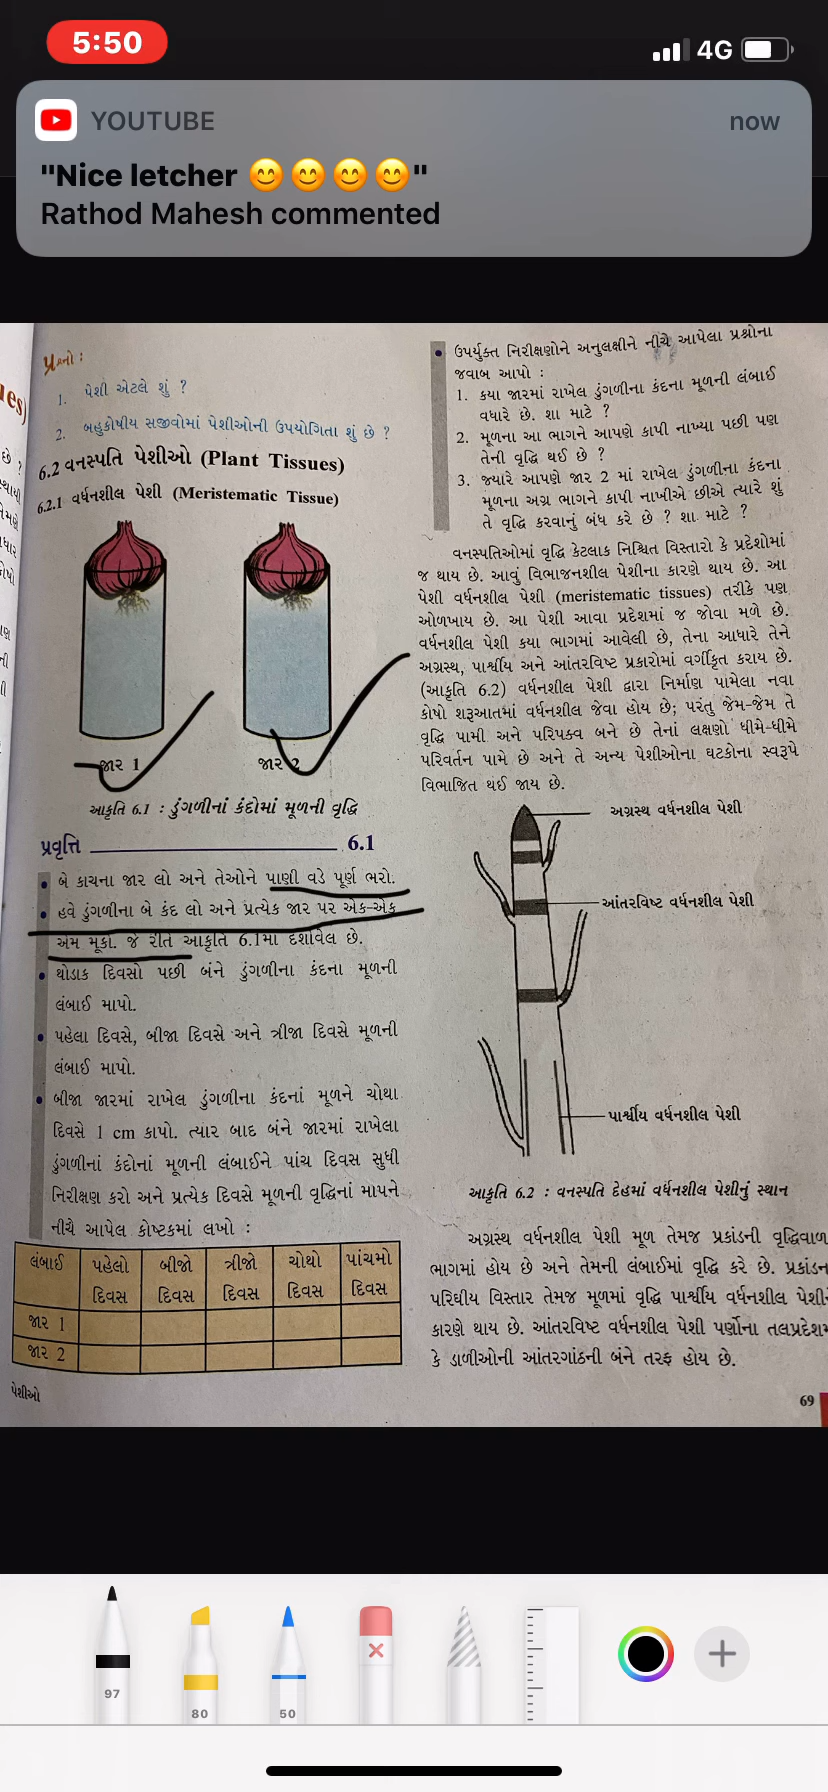 5:50
4G
YOUTUBE
now
"Nice letcher 😊😊😊😊"
Rathod Mahesh commented
પ્રશ્નો :
1. પેશી એટલે શું ?
2. બહુકોષીય સજીવોમાં પેશીઓની ઉપયોગિતા શું છે ?
6.2 વનસ્પતિ પેશીઓ (Plant Tissues)
6.2.1 વર્ધનશીલ પેશી (Meristematic Tissue)
જાર 1
જાર 2
આકૃતિ 6.1 : ડુંગળીનાં કંદોમાં મૂળની વૃદ્ધિ
પ્રવૃત્તિ 6.1
• બે કાચના જાર લો અને તેઓને પાણી વડે પૂર્ણ ભરો.
• હવે ડુંગળીના બે કંદ લો અને પ્રત્યેક જાર પર એક-એક
એમ મૂકો. જે રીતે આકૃતિ 6.1માં દર્શાવેલ છે.
• થોડાક દિવસો પછી બંને ડુંગળીના કંદના મૂળની
લંબાઈ માપો.
• પહેલા દિવસે, બીજા દિવસે અને ત્રીજા દિવસે મૂળની
લંબાઈ માપો.
• બીજા જારમાં રાખેલ ડુંગળીના કંદનાં મૂળને ચોથા
દિવસે 1 cm કાપો. ત્યાર બાદ બંને જારમાં રાખેલા
ડુંગળીનાં કંદોનાં મૂળની લંબાઈને પાંચ દિવસ સુધી
નિરીક્ષણ કરો અને પ્રત્યેક દિવસે મૂળની વૃદ્ધિનાં માપને
નીચે આપેલ કોષ્ટકમાં લખો :
લંબાઈ પહેલો બીજો ત્રીજો ચોથો પાંચમો
દિવસ દિવસ દિવસ દિવસ દિવસ
જાર 1
જાર 2
પેશીઓ
• ઉપર્યુક્ત નિરીક્ષણોને અનુલક્ષીને નીચે આપેલા પ્રશ્નોના
જવાબ આપો :
1. કયા જારમાં રાખેલ ડુંગળીના કંદના મૂળની લંબાઈ
વધારે છે. શા માટે ?
2. મૂળના આ ભાગને આપણે કાપી નાખ્યા પછી પણ
તેની વૃદ્ધિ થઈ છે ?
3. જ્યારે આપણે જાર 2 માં રાખેલ ડુંગળીના કંદના
મૂળના અગ્ર ભાગને કાપી નાખીએ છીએ ત્યારે શું
તે વૃદ્ધિ કરવાનું બંધ કરે છે ? શા માટે ?
વનસ્પતિઓમાં વૃદ્ધિ કેટલાક નિશ્ચિત વિસ્તારો કે પ્રદેશોમાં
જ થાય છે. આવું વિભાજનશીલ પેશીના કારણે થાય છે. આ
પેશી વર્ધનશીલ પેશી (meristematic tissues) તરીકે પણ
ઓળખાય છે. આ પેશી આવા પ્રદેશમાં જ જોવા મળે છે.
વર્ધનશીલ પેશી કયા ભાગમાં આવેલી છે, તેના આધારે તેને
અગ્રસ્થ, પાર્શ્વીય અને આંતરવિષ્ટ પ્રકારોમાં વર્ગીકૃત કરાય છે.
(આકૃતિ 6.2) વર્ધનશીલ પેશી દ્વારા નિર્માણ પામેલા નવા
કોષો શરૂઆતમાં વર્ધનશીલ જેવા હોય છે; પરંતુ જેમ-જેમ તે
વૃદ્ધિ પામી અને પરિપક્વ બને છે તેનાં લક્ષણો ધીમે-ધીમે
પરિવર્તન પામે છે અને તે અન્ય પેશીઓના ઘટકોના સ્વરૂપે
વિભાજિત થઈ જાય છે.
અગ્રસ્થ વર્ધનશીલ પેશી
આંતરવિષ્ટ વર્ધનશીલ પેશી
પાર્શ્વીય વર્ધનશીલ પેશી
આકૃતિ 6.2 : વનસ્પતિ દેહમાં વર્ધનશીલ પેશીનું સ્થાન
અગ્રસ્થ વર્ધનશીલ પેશી મૂળ તેમજ પ્રકાંડની વૃદ્ધિવાળ
ભાગમાં હોય છે અને તેમની લંબાઈમાં વૃદ્ધિ કરે છે. પ્રકાંડન
પરિઘીય વિસ્તાર તેમજ મૂળમાં વૃદ્ધિ પાર્શ્વીય વર્ધનશીલ પેશી
કારણે થાય છે. આંતરવિષ્ટ વર્ધનશીલ પેશી પર્ણોના તલપ્રદેશ
કે ડાળીઓની આંતરગાંઠની બંને તરફ હોય છે.
69
97
80
50